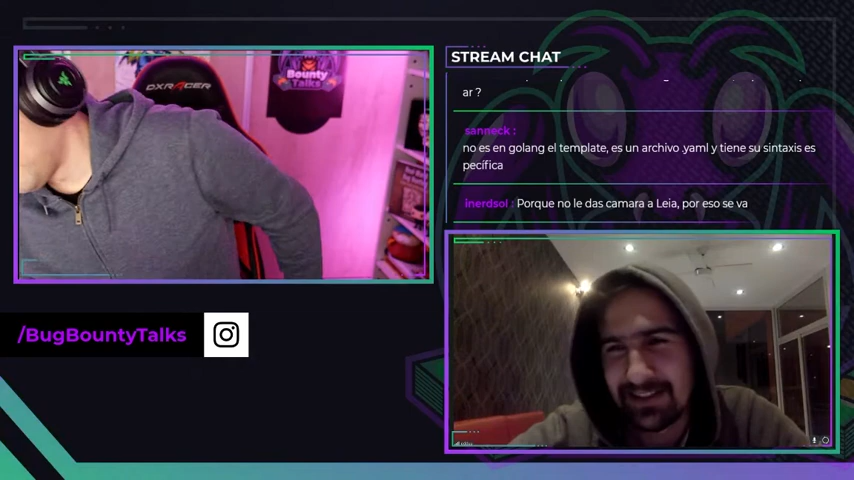 STREAM CHAT
ar ?
sanneck :
no es en golang el template, es un archivo .yaml y tiene su sintaxis es
pecífica
inerdsol : Porque no le das camara a Leia, por eso se va
DXRACER
Bounty
Talks
/BugBountyTalks